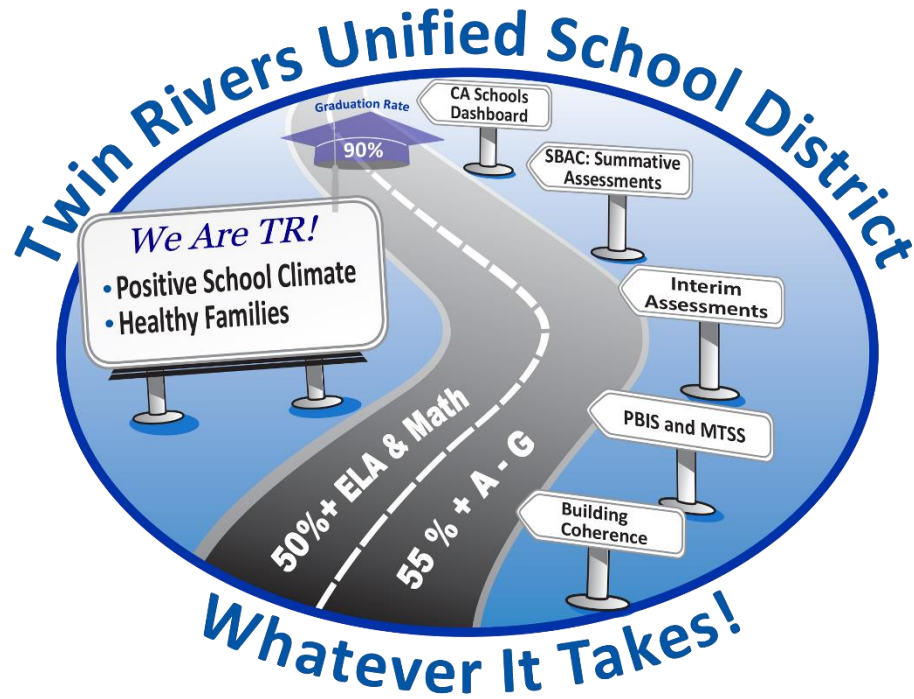 Twin Rivers Unified School District
Graduation Rate
90%
CA Schools
Dashboard
SBAC: Summative
Assessments
We Are TR!
• Positive School Climate
• Healthy Families
Interim
Assessments
PBIS and MTSS
50%+ ELA & Math
55 % + A - G
Building
Coherence
Whatever It Takes!